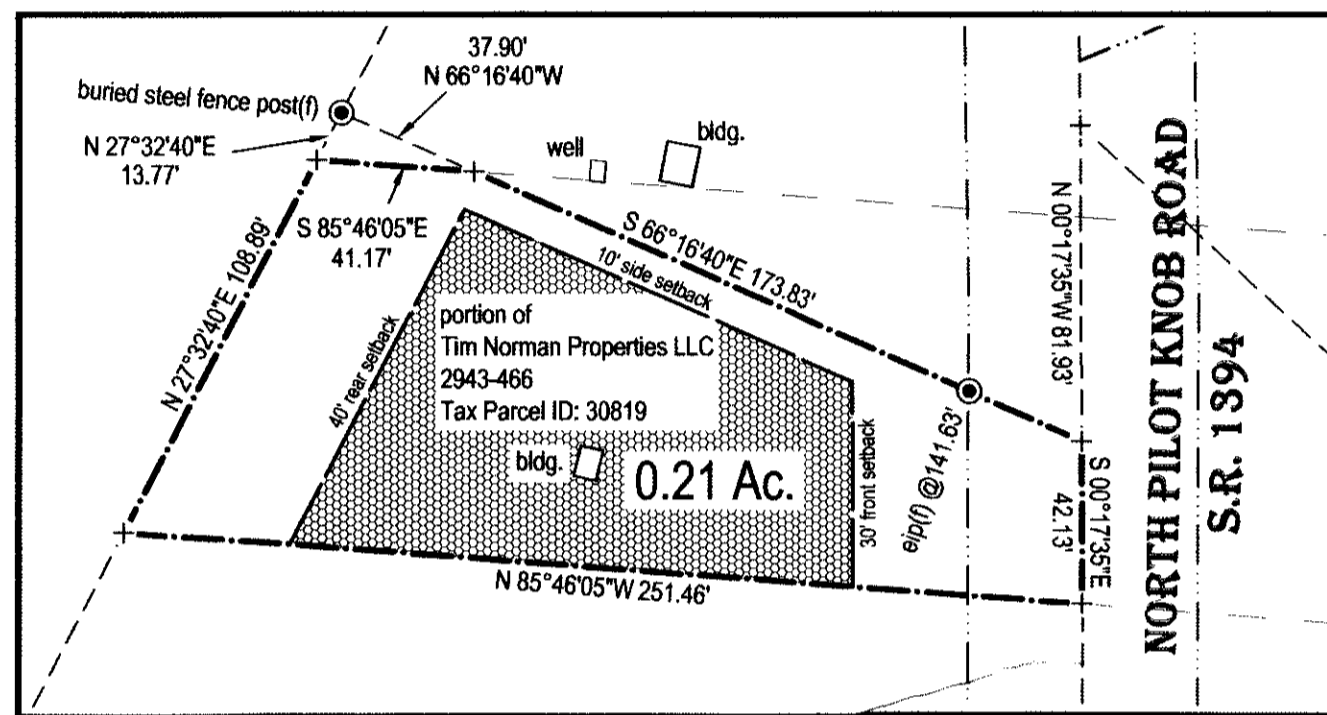 37.90'
N 66°16'40"W
buried steel fence post(f)
N 27°32'40"E
13.77'
well
bldg.
S 85°46'05"E
41.17'
S 66°16'40"E 173.83'
10' side setback
N 00°17'35"W 81.93'
N 27°32'40"E 108.89'
40' rear setback
portion of
Tim Norman Properties LLC
2943-466
Tax Parcel ID: 30819
bldg.
0.21 Ac.
30' front setback
eip(f) @141.63'
S 00°17'35"E
42.13'
N 85°46'05"W 251.46'
NORTH PILOT KNOB ROAD
S.R. 1394